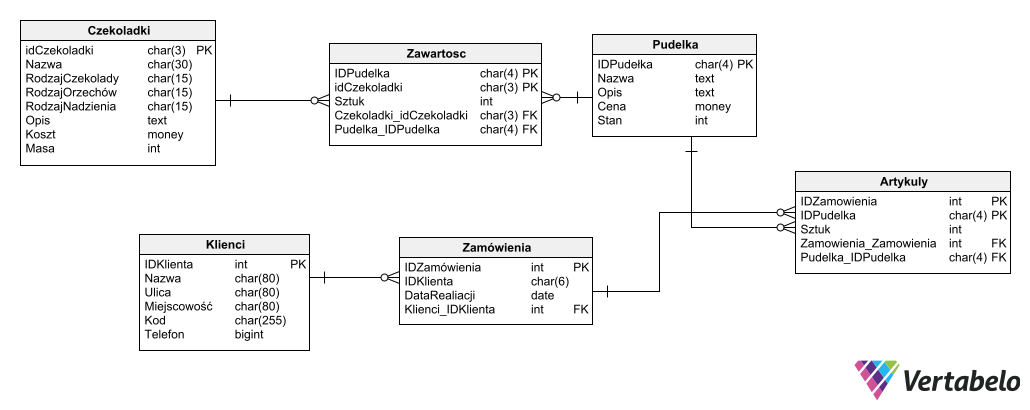 Czekoladki
idCzekoladki char(3) PK
Nazwa char(30)
RodzajCzekolady char(15)
RodzajOrzechów char(15)
RodzajNadzienia char(15)
Opis text
Koszt money
Masa int
Zawartosc
IDPudelka char(4) PK
idCzekoladki char(3) PK
Sztuk int
Czekoladki_idCzekoladki char(3) FK
Pudelka_IDPudelka char(4) FK
Pudelka
IDPudełka char(4) PK
Nazwa text
Opis text
Cena money
Stan int
Artykuly
IDZamowienia int PK
IDPudelka char(4) PK
Sztuk int
Zamowienia_Zamowienia int FK
Pudelka_IDPudelka char(4) FK
Klienci
IDKlienta int PK
Nazwa char(80)
Ulica char(80)
Miejscowość char(80)
Kod char(255)
Telefon bigint
Zamówienia
IDZamówienia int PK
IDKlienta char(6)
DataRealiacji date
Klienci_IDKlienta int FK
Vertabelo